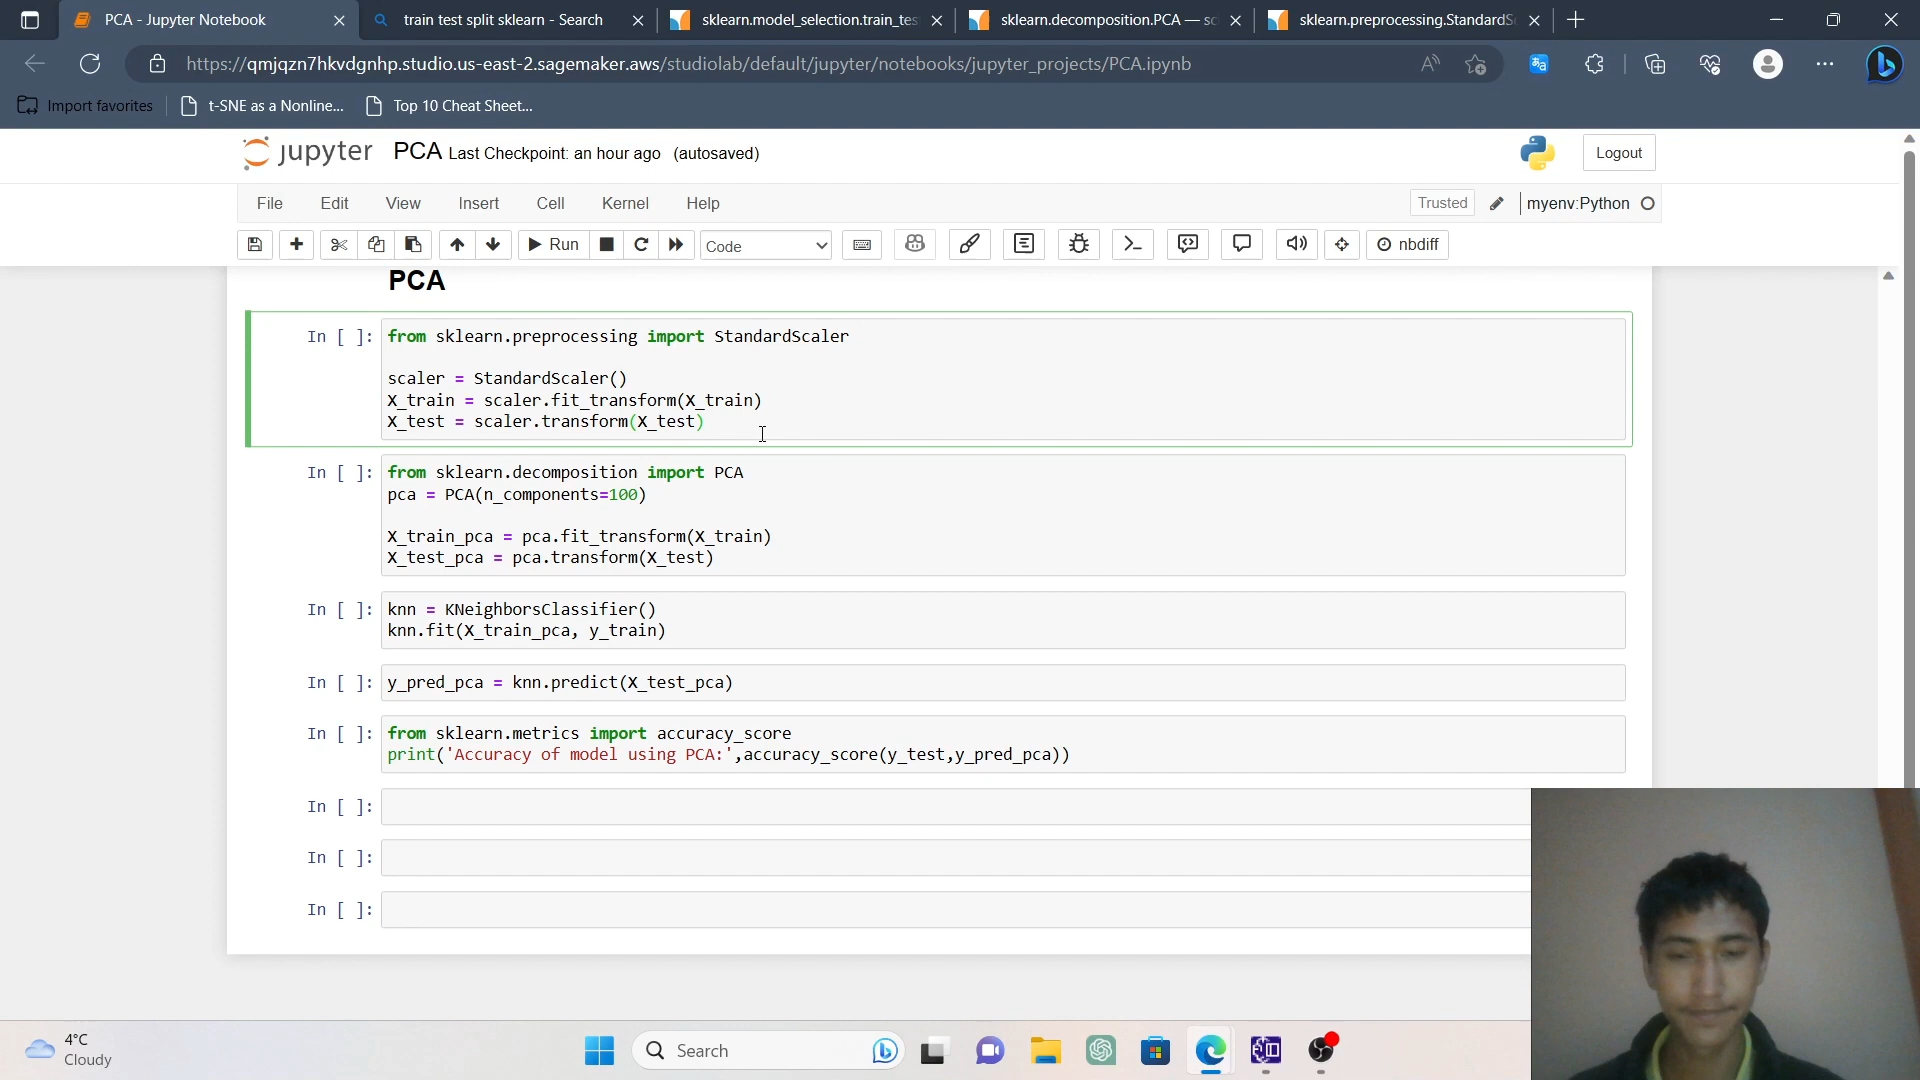 PCA - Jupyter Notebook
train test split sklearn - Search
sklearn.model_selection.train_tes
sklearn.decomposition.PCA — sc
sklearn.preprocessing.StandardS
https://qmjqzn7hkvdgnhp.studio.us-east-2.sagemaker.aws/studiolab/default/jupyter/notebooks/jupyter_projects/PCA.ipynb
Import favorites
t-SNE as a Nonline...
Top 10 Cheat Sheet...
jupyter PCA Last Checkpoint: an hour ago (autosaved)
Logout
File Edit View Insert Cell Kernel Help
Trusted
myenv:Python
Run
Code
nbdiff
PCA
In [ ]: from sklearn.preprocessing import StandardScaler
scaler = StandardScaler()
X_train = scaler.fit_transform(X_train)
X_test = scaler.transform(X_test)
In [ ]: from sklearn.decomposition import PCA
pca = PCA(n_components=100)
X_train_pca = pca.fit_transform(X_train)
X_test_pca = pca.transform(X_test)
In [ ]: knn = KNeighborsClassifier()
knn.fit(X_train_pca, y_train)
In [ ]: y_pred_pca = knn.predict(X_test_pca)
In [ ]: from sklearn.metrics import accuracy_score
print('Accuracy of model using PCA:',accuracy_score(y_test,y_pred_pca))
In [ ]:
In [ ]:
In [ ]:
4°C
Cloudy
Search